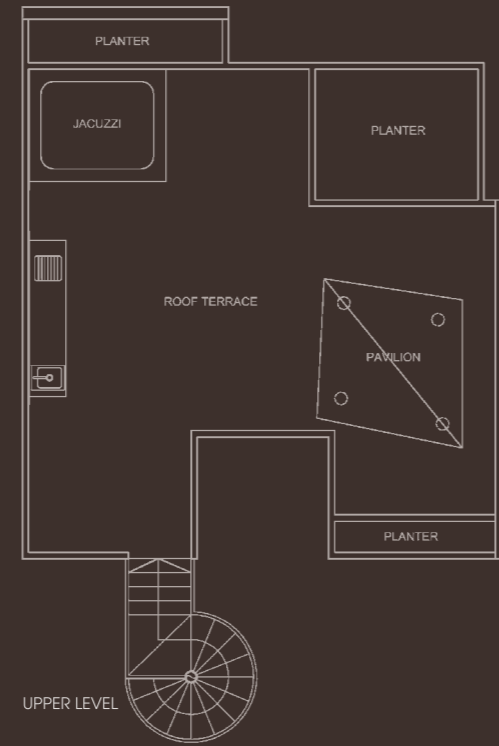 PLANTER
JACUZZI
PLANTER
ROOF TERRACE
PAVILION
PLANTER
UPPER LEVEL